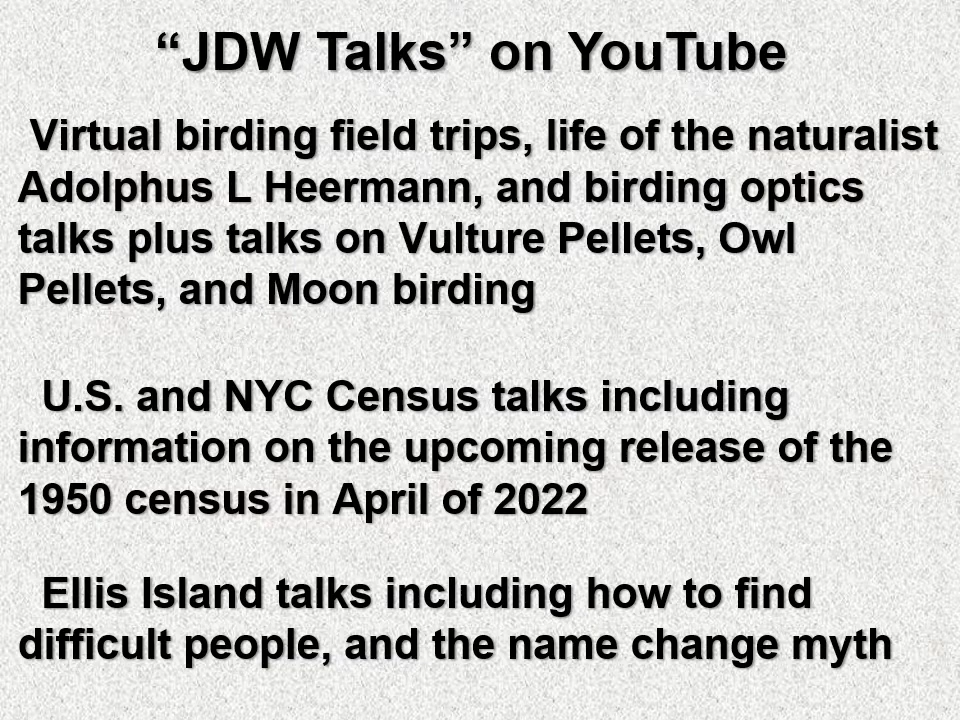 “JDW Talks” on YouTube
Virtual birding field trips, life of the naturalist
Adolphus L Heermann, and birding optics
talks plus talks on Vulture Pellets, Owl
Pellets, and Moon birding
U.S. and NYC Census talks including
information on the upcoming release of the
1950 census in April of 2022
Ellis Island talks including how to find
difficult people, and the name change myth